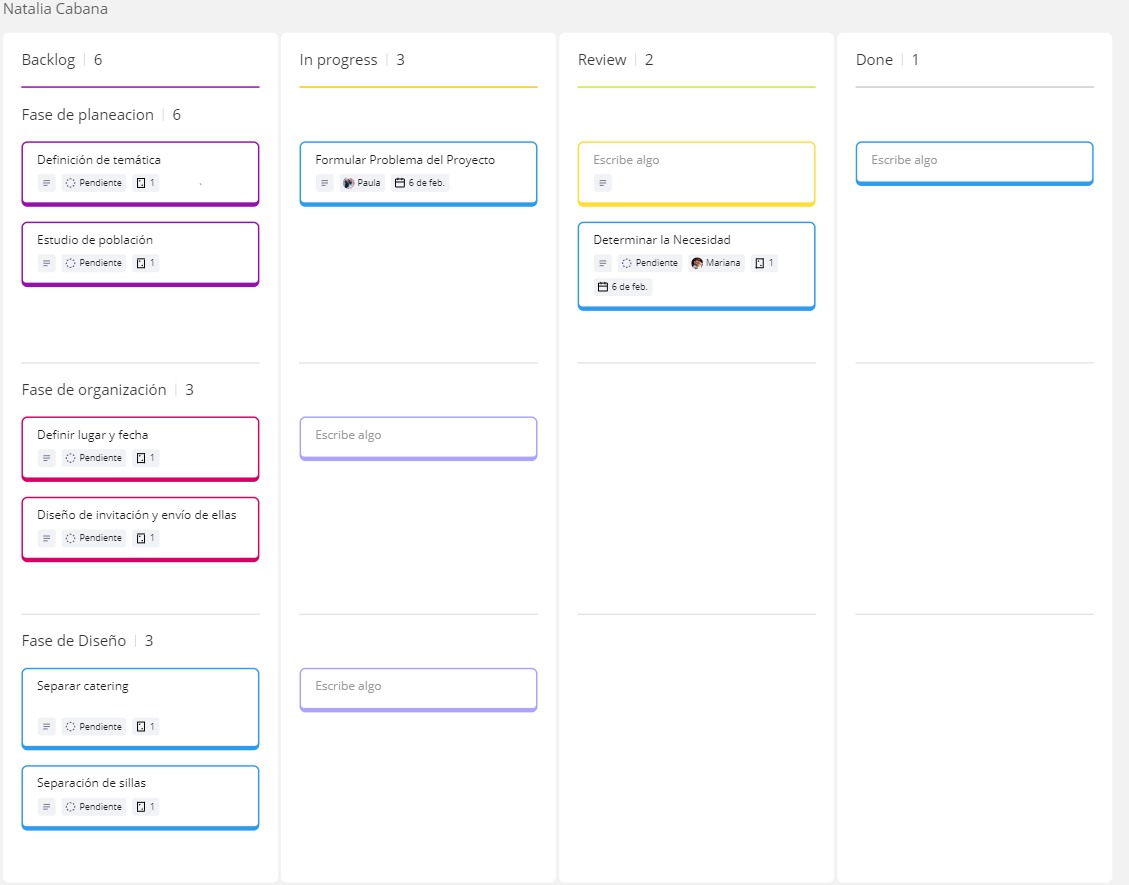 Natalia Cabana
Backlog 6
In progress 3
Review 2
Done 1
Fase de planeacion 6
Definición de temática
Pendiente 1
Estudio de población
Pendiente 1
Formular Problema del Proyecto
Paula 6 de feb.
Escribe algo
Determinar la Necesidad
Pendiente Mariana 1
6 de feb.
Escribe algo
Fase de organización 3
Definir lugar y fecha
Pendiente 1
Diseño de invitación y envío de ellas
Pendiente 1
Escribe algo
Fase de Diseño 3
Separar catering
Pendiente 1
Separación de sillas
Pendiente 1
Escribe algo